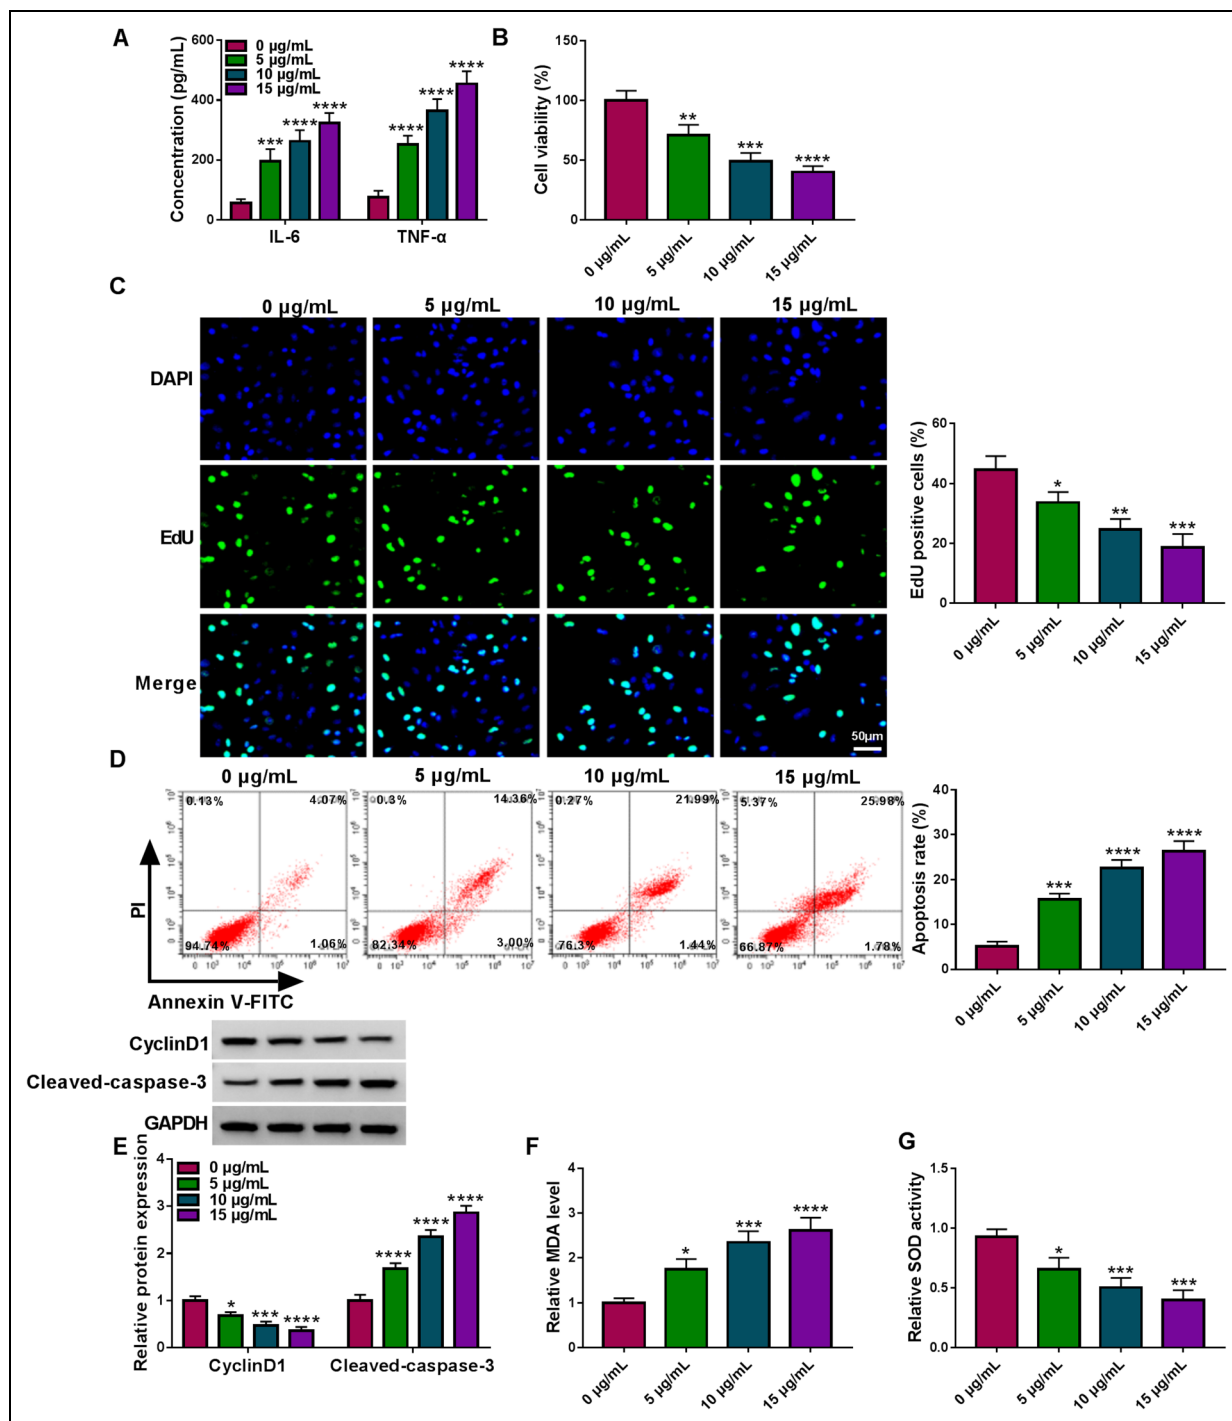 A
600
400
200
0
Concentration (pg/mL)
0 µg/mL
5 µg/mL
10 µg/mL
15 µg/mL
***
****
****
****
****
****
IL-6
TNF-α
B
150
100
50
0
Cell viability (%)
**
***
****
0 µg/mL
5 µg/mL
10 µg/mL
15 µg/mL
C
0 µg/mL
5 µg/mL
10 µg/mL
15 µg/mL
DAPI
EdU
Merge
50µm
60
40
20
0
EdU positive cells (%)
*
**
***
0 µg/mL
5 µg/mL
10 µg/mL
15 µg/mL
D
0 µg/mL
5 µg/mL
10 µg/mL
15 µg/mL
0.13%
4.07%
94.74%
1.06%
0.3%
14.36%
82.34%
3.00%
0.27%
21.99%
76.3%
1.44%
5.37%
25.98%
66.87%
1.78%
PI
Annexin V-FITC
40
30
20
10
0
Apoptosis rate (%)
***
****
****
0 µg/mL
5 µg/mL
10 µg/mL
15 µg/mL
CyclinD1
Cleaved-caspase-3
GAPDH
E
4
3
2
1
0
Relative protein expression
0 µg/mL
5 µg/mL
10 µg/mL
15 µg/mL
*
***
****
****
****
****
CyclinD1
Cleaved-caspase-3
F
4
3
2
1
0
Relative MDA level
*
***
****
0 µg/mL
5 µg/mL
10 µg/mL
15 µg/mL
G
1.5
1.0
0.5
0.0
Relative SOD activity
*
***
***
0 µg/mL
5 µg/mL
10 µg/mL
15 µg/mL